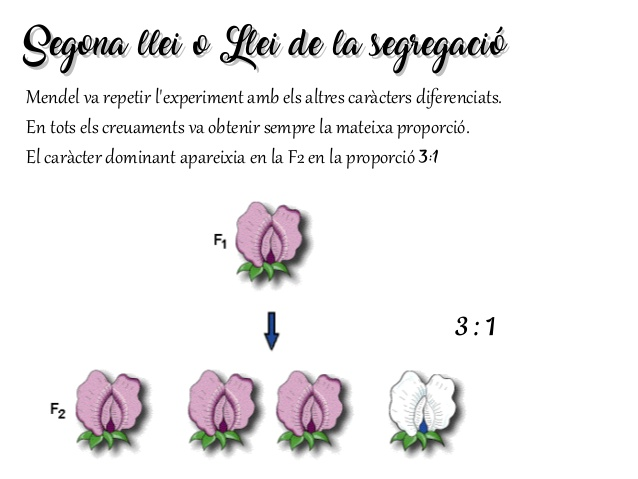 Segona llei o Llei de la segregació
Mendel va repetir l'experiment amb els altres caràcters diferenciats.
En tots els creuaments va obtenir sempre la mateixa proporció.
El caràcter dominant apareixia en la F2 en la proporció 3:1
F1
3 : 1
F2